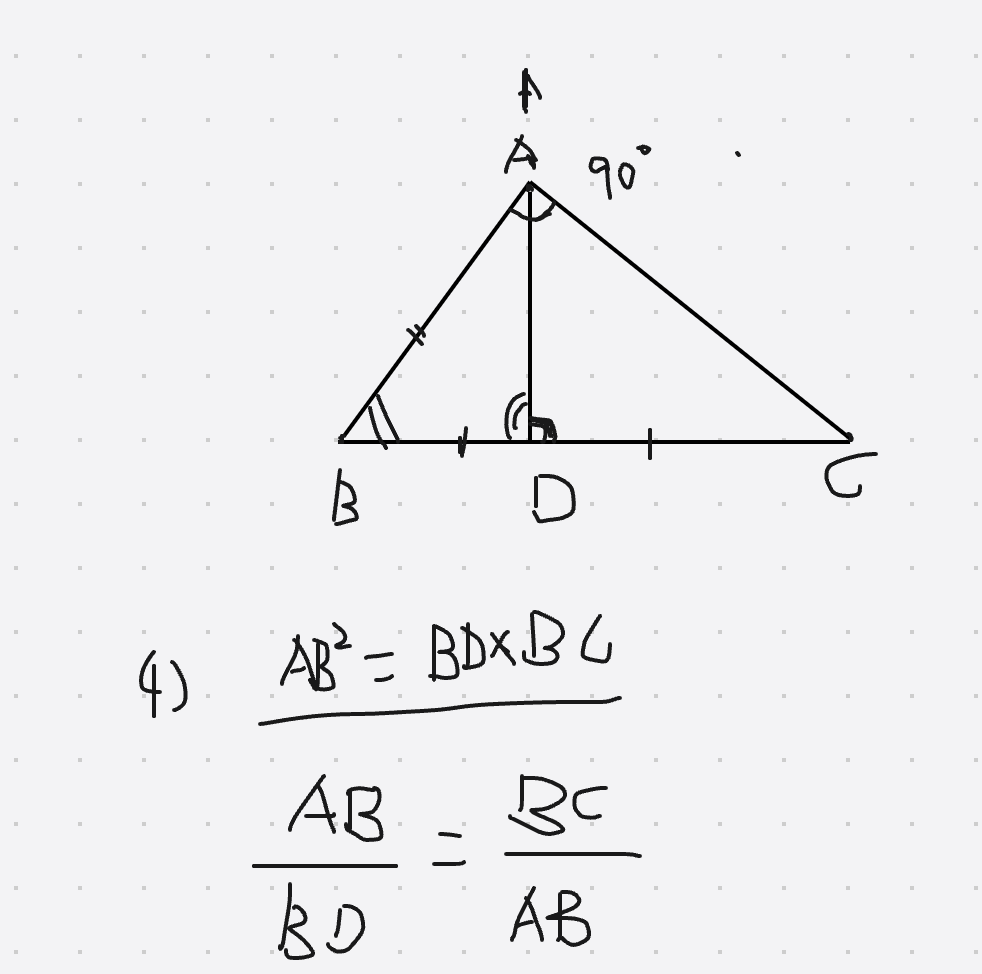 A
90°
B D C
4) AB² = BD×BC
AB/BD = BC/AB